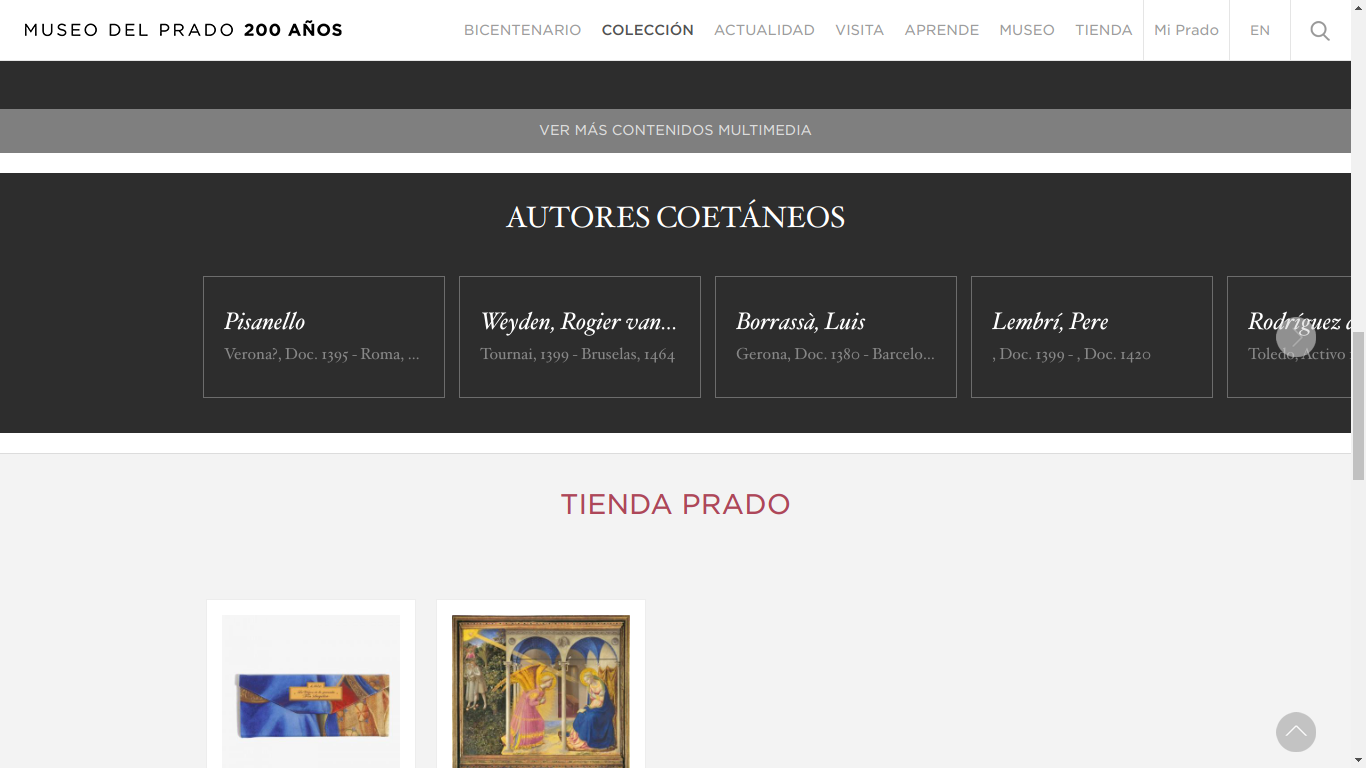 MUSEO DEL PRADO 200 AÑOS
BICENTENARIO COLECCIÓN ACTUALIDAD VISITA APRENDE MUSEO TIENDA Mi Prado EN
VER MÁS CONTENIDOS MULTIMEDIA
AUTORES COETÁNEOS
Pisanello
Verona?, Doc. 1395 - Roma, ...
Weyden, Rogier van...
Tournai, 1399 - Bruselas, 1464
Borrassà, Luis
Gerona, Doc. 1380 - Barcelo...
Lembrí, Pere
, Doc. 1399 - , Doc. 1420
Rodríguez
Toledo, Activo
TIENDA PRADO